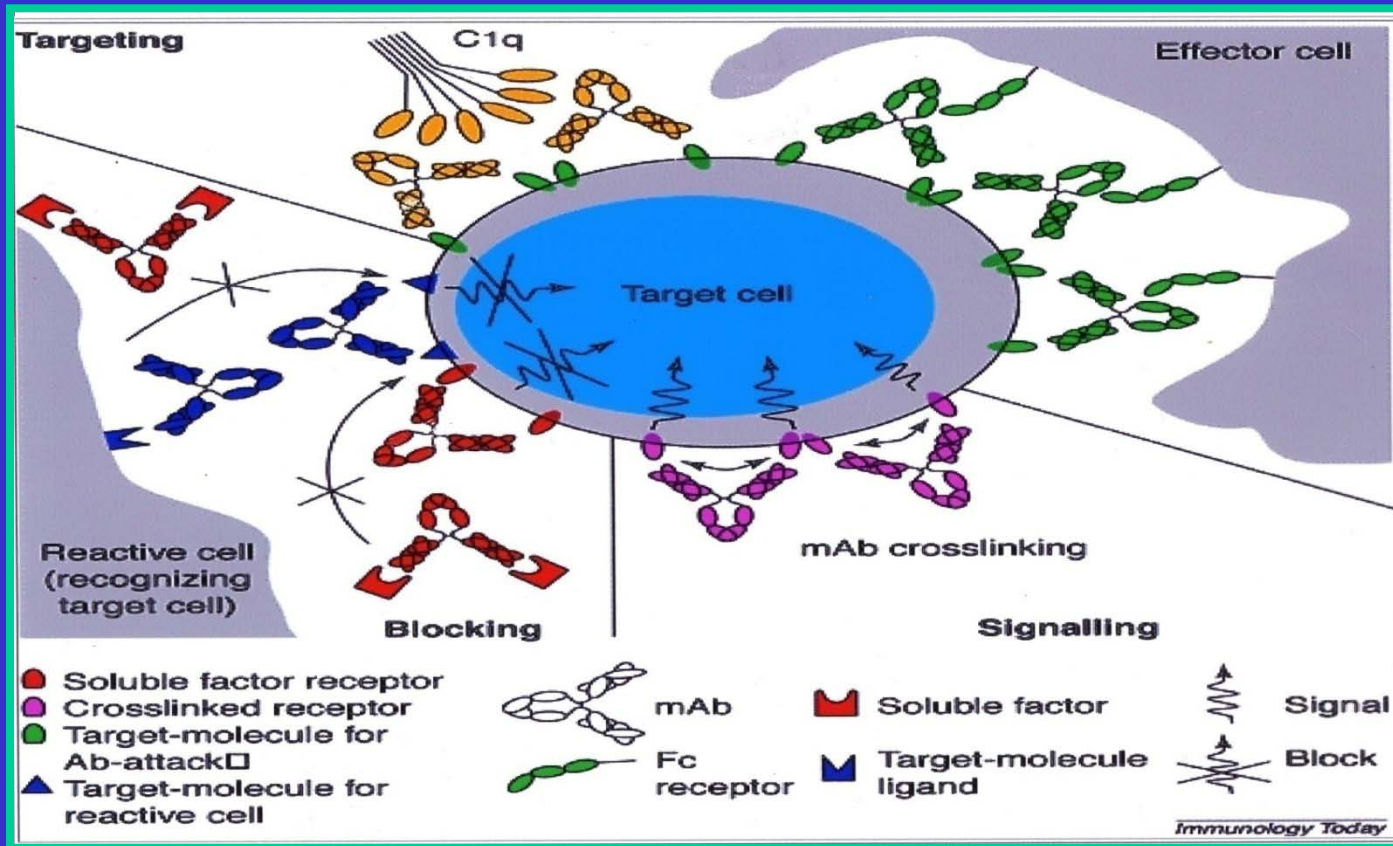 Targeting
C1q
Effector cell
Target cell
Reactive cell
(recognizing
target cell)
mAb crosslinking
Blocking
Signalling
Soluble factor receptor
Crosslinked receptor
Target-molecule for
Ab-attack□
Target-molecule for
reactive cell
mAb
Fc
receptor
Soluble factor
Target-molecule
ligand
Signal
Block
Immunology Today